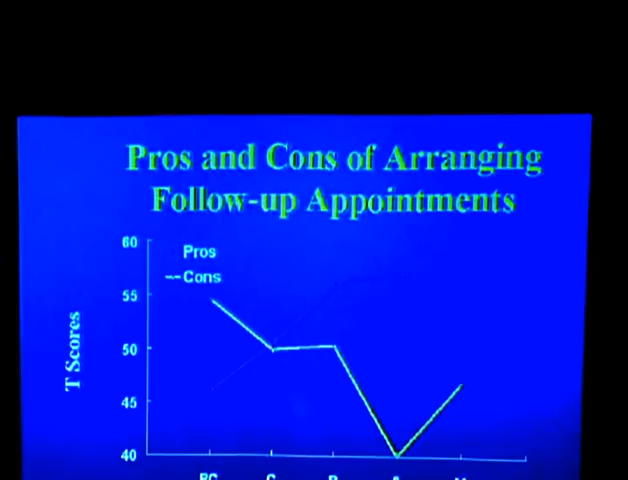 Pros and Cons of Arranging
Follow-up Appointments
60
Pros
Cons
55
50
T Scores
45
40